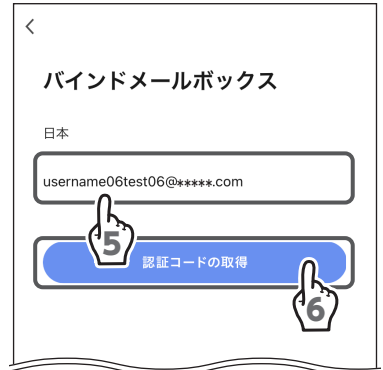 バインドメールボックス
日本
username06test06@*****.com
5
認証コードの取得
6